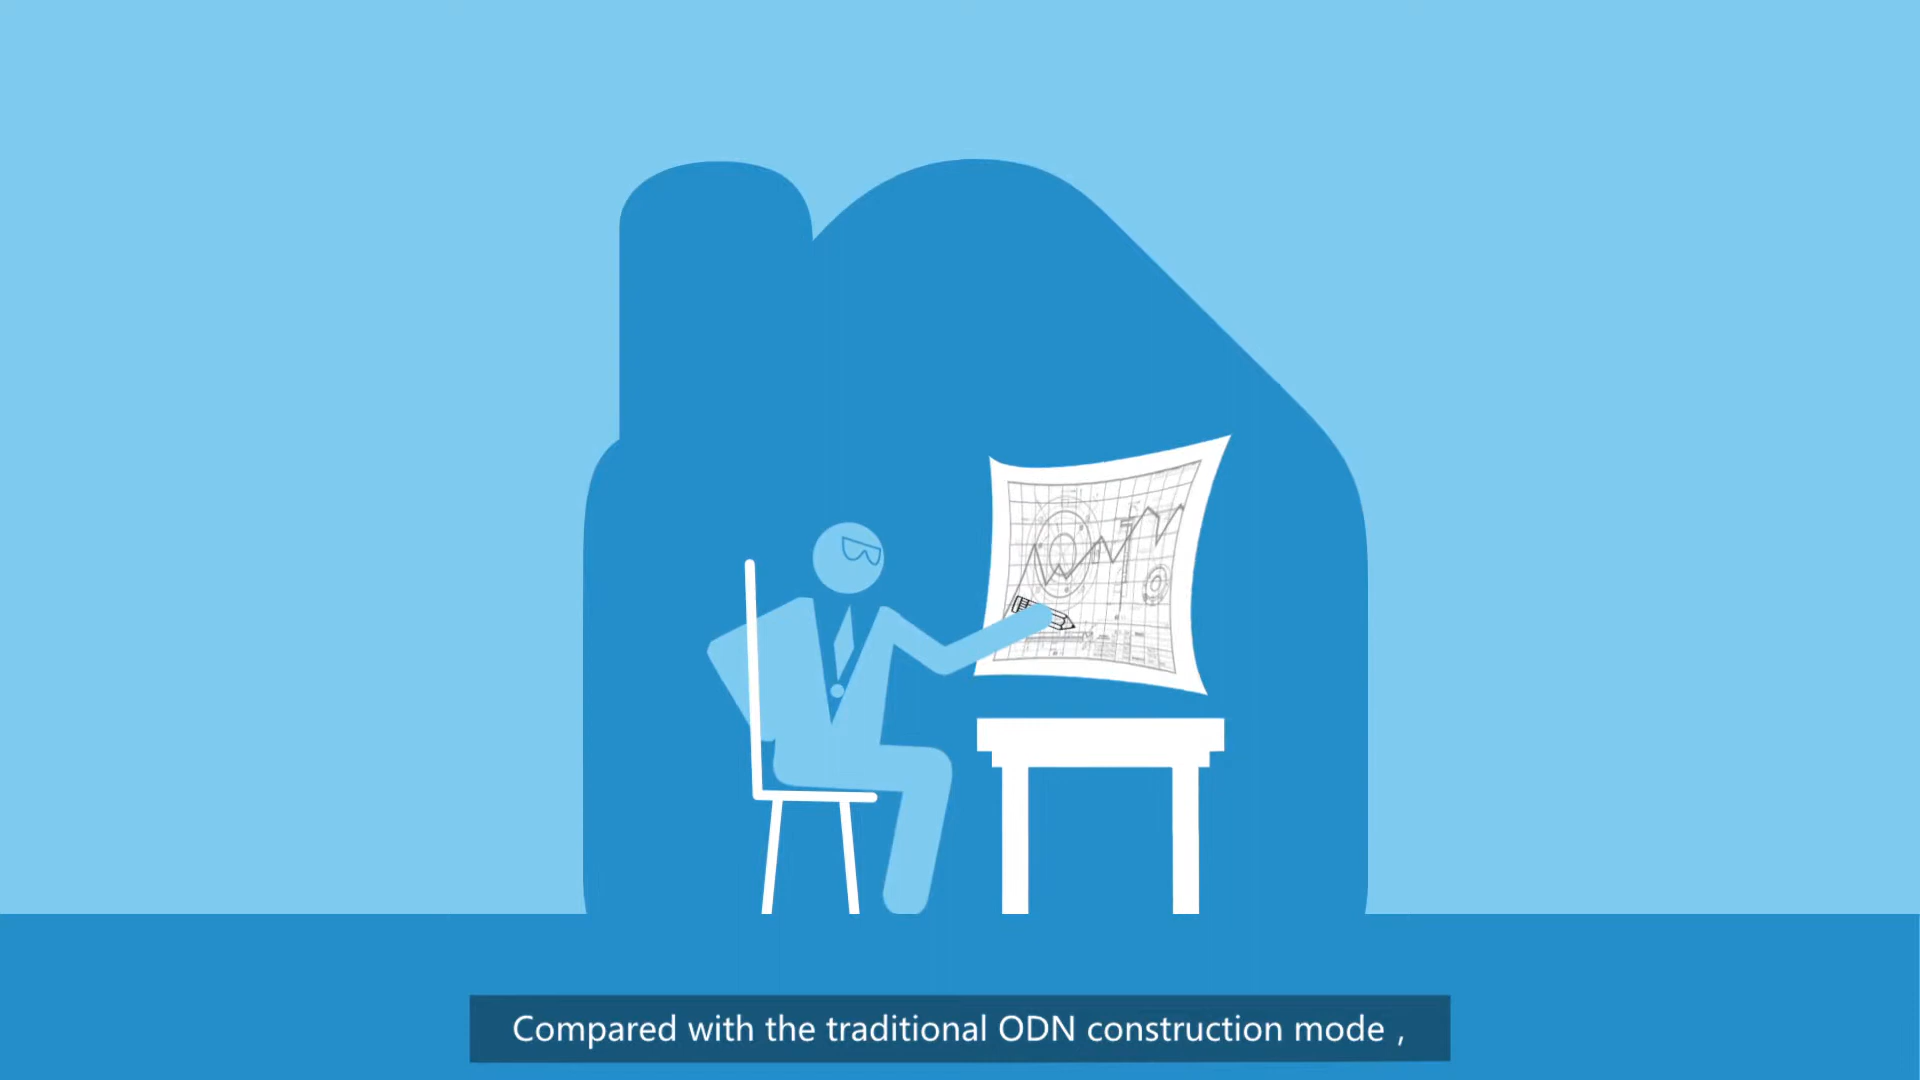 Compared with the traditional ODN construction mode ,